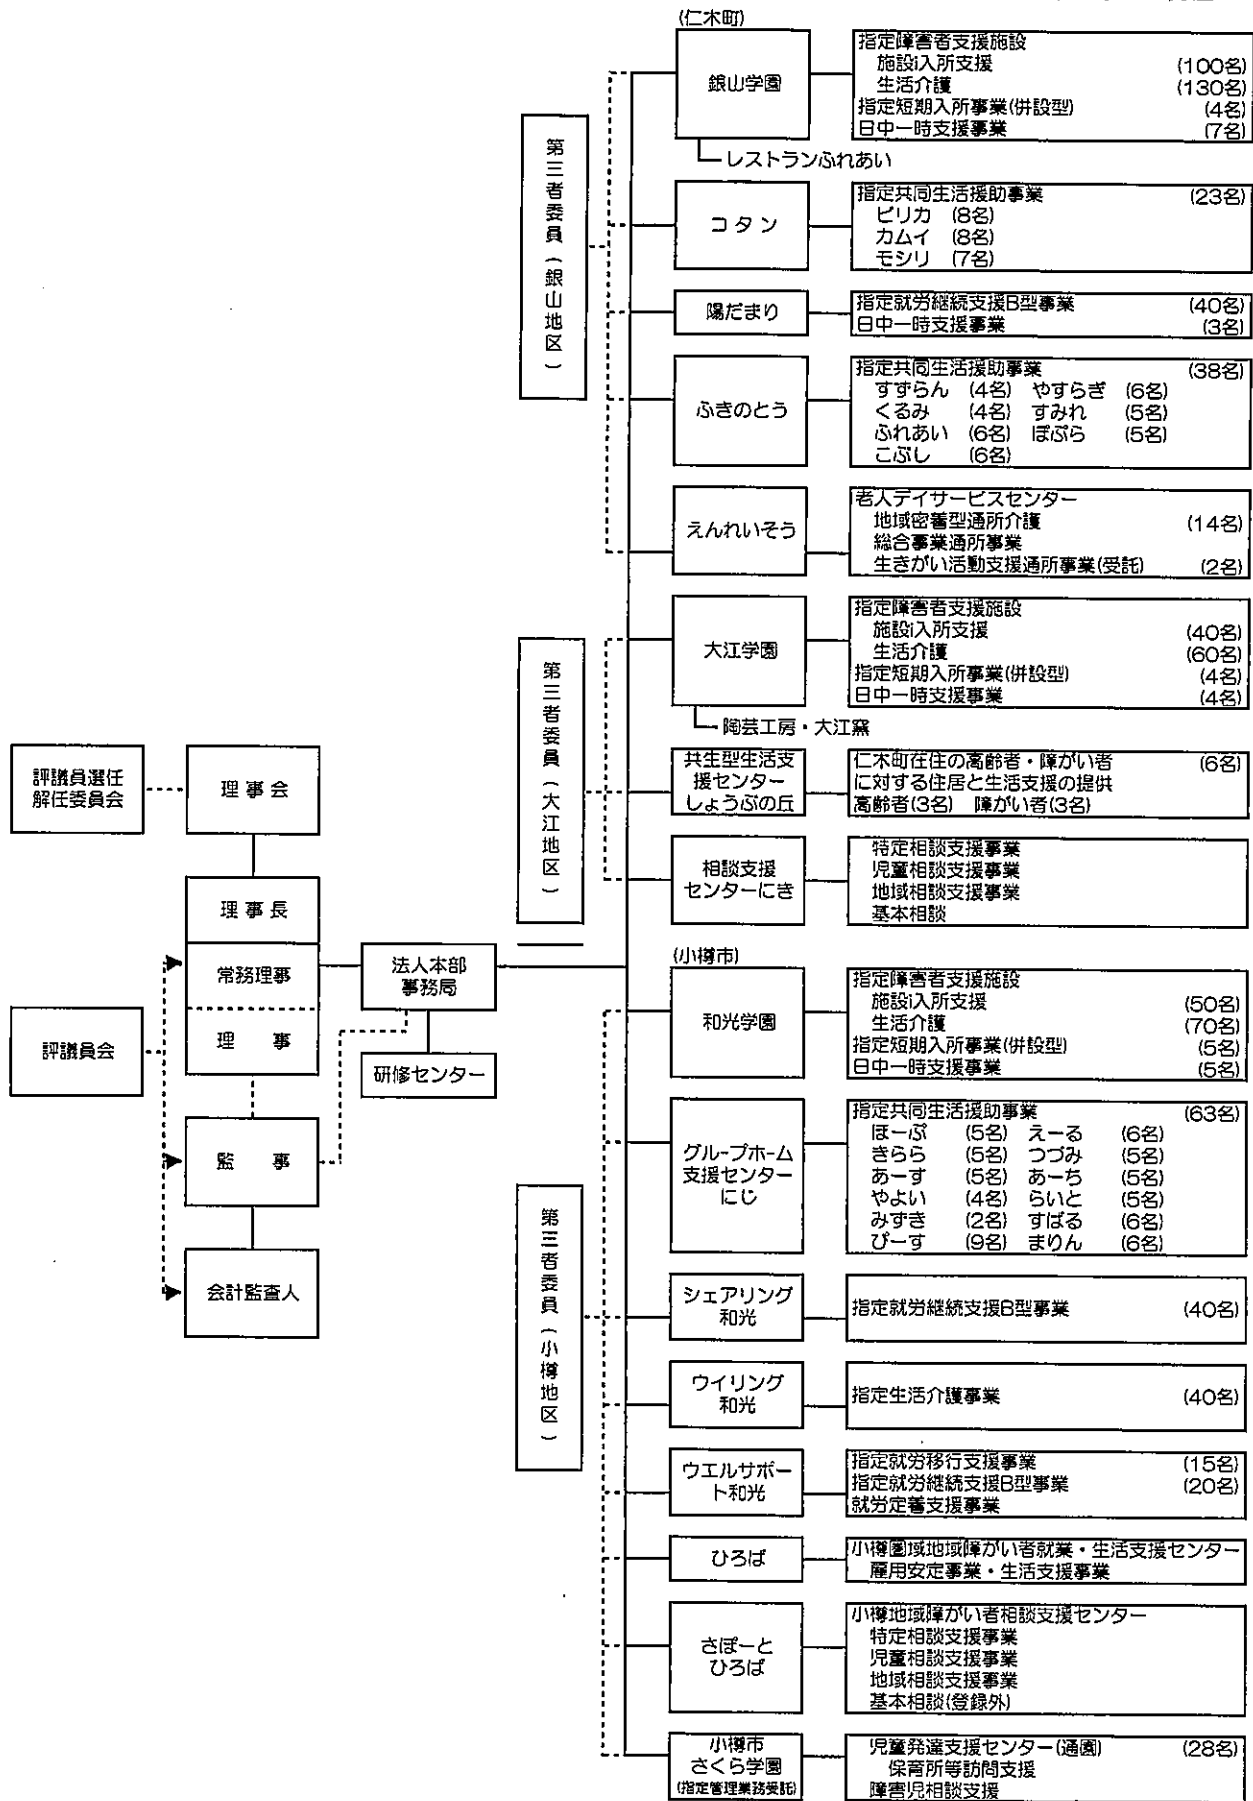 (仁木町)
銀山学園
指定障害者支援施設
施設入所支援 (100名)
生活介護 (130名)
指定短期入所事業(併設型) (4名)
日中一時支援事業 (7名)
レストランふれあい
第三者委員(銀山地区)
コタン
指定共同生活援助事業 (23名)
ピリカ (8名)
カムイ (8名)
モシリ (7名)
陽だまり
指定就労継続支援B型事業 (40名)
日中一時支援事業 (3名)
ふきのとう
指定共同生活援助事業 (38名)
すずらん (4名) やすらぎ (6名)
くるみ (4名) すみれ (5名)
ふれあい (6名) ぽぷら (5名)
こぶし (6名)
えんれいそう
老人デイサービスセンター
地域密着型通所介護 (14名)
総合事業通所事業
生きがい活動支援通所事業(受託) (2名)
大江学園
指定障害者支援施設
施設入所支援 (40名)
生活介護 (60名)
指定短期入所事業(併設型) (4名)
日中一時支援事業 (4名)
陶芸工房・大江窯
第三者委員(大江地区)
共生型生活支
援センター
しょうぶの丘
仁木町在住の高齢者・障がい者 (6名)
に対する住居と生活支援の提供
高齢者(3名) 障がい者(3名)
相談支援
センターにき
特定相談支援事業
児童相談支援事業
地域相談支援事業
基本相談
評議員選任
解任委員会
理事会
理事長
常務理事
理 事
法人本部
事務局
研修センター
評議員会
監 事
会計監査人
(小樽市)
和光学園
指定障害者支援施設
施設入所支援 (50名)
生活介護 (70名)
指定短期入所事業(併設型) (5名)
日中一時支援事業 (5名)
第三者委員(小樽地区)
グループホーム
支援センター
にじ
指定共同生活援助事業 (63名)
ほーぷ (5名) えーる (6名)
きらら (5名) つづみ (5名)
あーす (5名) あーち (5名)
やよい (4名) らいと (5名)
みずき (2名) すばる (6名)
ぴーす (9名) まりん (6名)
シェアリング
和光
指定就労継続支援B型事業 (40名)
ウイリング
和光
指定生活介護事業 (40名)
ウエルサポー
ト和光
指定就労移行支援事業 (15名)
指定就労継続支援B型事業 (20名)
就労定着支援事業
ひろば
小樽圏域地域障がい者就業・生活支援センター
雇用安定事業・生活支援事業
さぽーと
ひろば
小樽地域障がい者相談支援センター
特定相談支援事業
児童相談支援事業
地域相談支援事業
基本相談(登録外)
小樽市
さくら学園
(指定管理業務受託)
児童発達支援センター(通園) (28名)
保育所等訪問支援
障害児相談支援